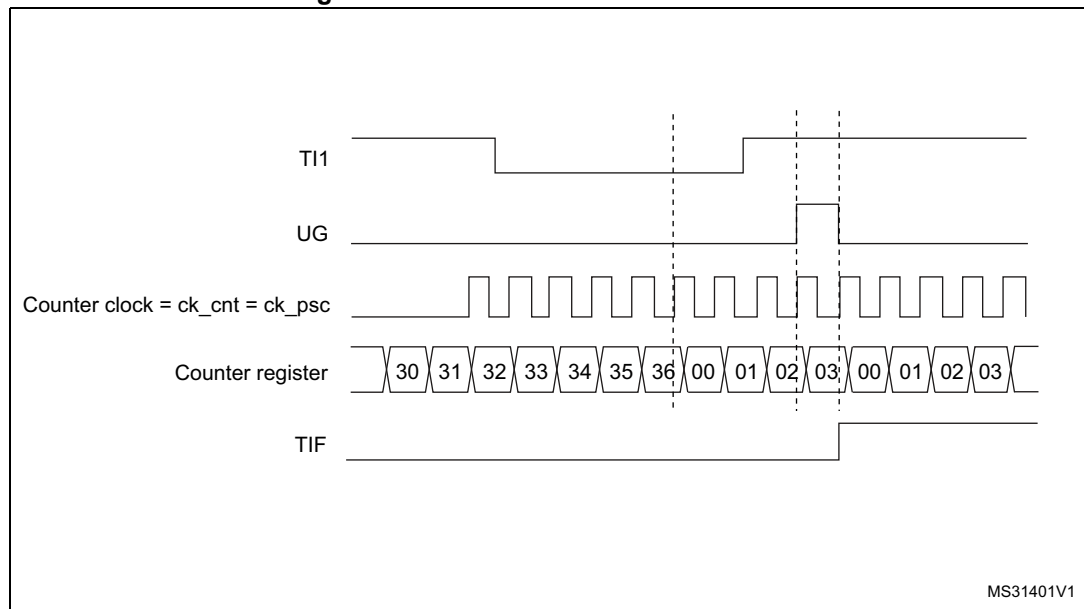 TI1
UG
Counter clock = ck_cnt = ck_psc
Counter register 30 31 32 33 34 35 36 00 01 02 03 00 01 02 03
TIF
MS31401V1